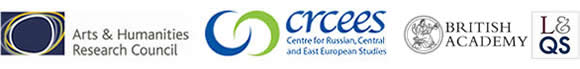 Arts & Humanities
Research Council
crcees
Centre for Russian, Central
and East European Studies
BRITISH
ACADEMY
L&
QS